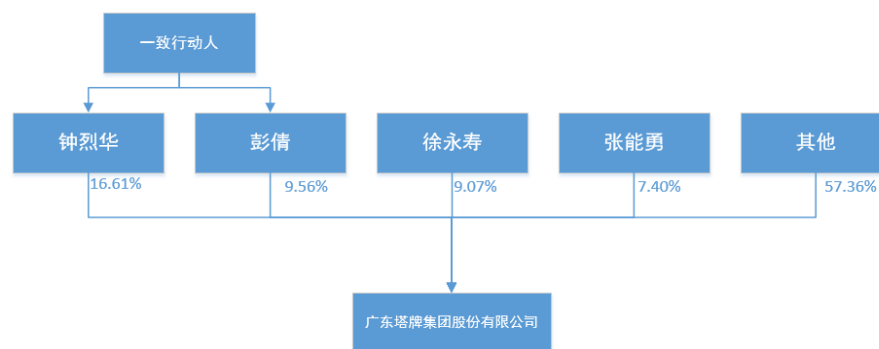 一致行动人
钟烈华
彭倩
徐永寿
张能勇
其他
16.61%
9.56%
9.07%
7.40%
57.36%
广东塔牌集团股份有限公司